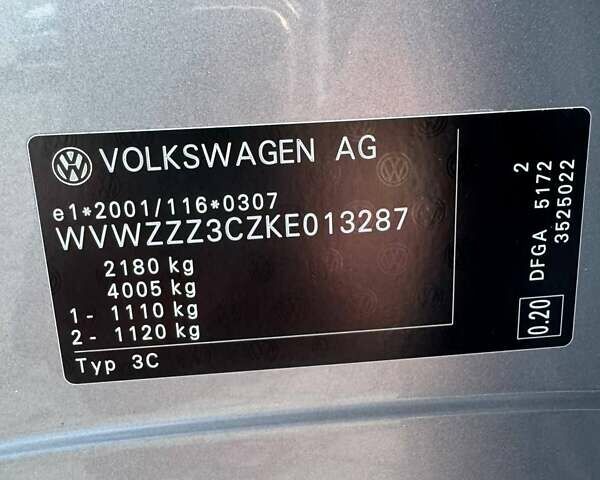 VOLKSWAGEN AG
e1*2001/116*0307
WVWZZZ3CZKE013287
2180 kg
4005 kg
1- 1110 kg
2- 1120 kg
Typ 3C
2
DFGA 5172
3525022
0.20